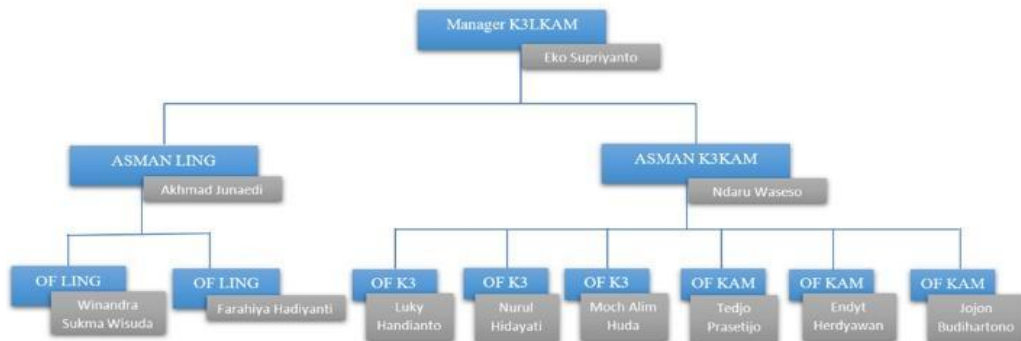 Manager K3LKAM
Eko Supriyanto
ASMAN LING
Akhmad Junaedi
ASMAN K3KAM
Ndaru Waseso
OF LING
Winandra
Sukma Wisuda
OF LING
Farahiya Hadiyanti
OF K3
Luky
Handianto
OF K3
Nurul
Hidayati
OF K3
Moch Alim
Huda
OF KAM
Tedjo
Prasetijo
OF KAM
Endyt
Herdyawan
OF KAM
Jojon
Budihartono